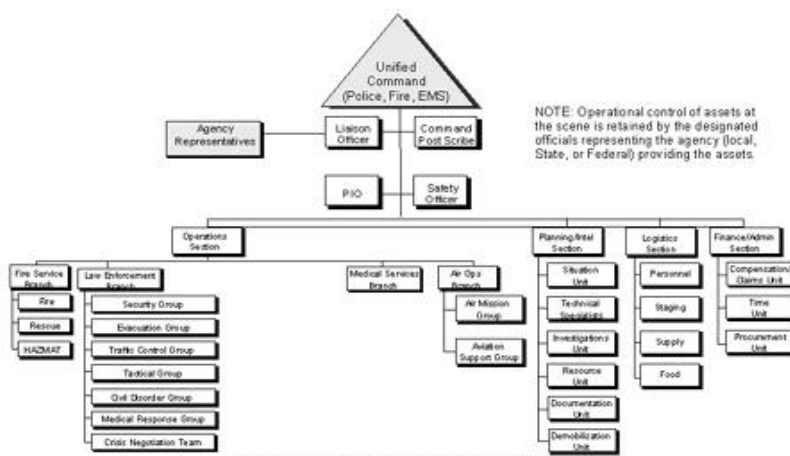 Unified
Command
(Police, Fire, EMS)
NOTE: Operational control of assets at
the scene is retained by the designated
officials representing the agency (local,
State, or Federal) providing the assets.
Agency
Representatives
Liaison
Officer
Command
Post Scribe
PIO
Safety
Officer
Operations
Section
Planning/Intel
Section
Logistics
Section
Finance/Admin
Section
Fire Service
Branch
Law Enforcement
Branch
Medical Services
Branch
Air Ops
Branch
Fire
Rescue
HAZMAT
Security Group
Evacuation Group
Traffic Control Group
Tactical Group
Civil Disorder Group
Medical Response Group
Crisis Negotiation Team
Air Mission
Group
Aviation
Support Group
Situation
Unit
Technical
Specialists
Investigations
Unit
Resource
Unit
Documentation
Unit
Demobilization
Unit
Personnel
Staging
Supply
Food
Compensation/
Claims Unit
Time
Unit
Procurement
Unit